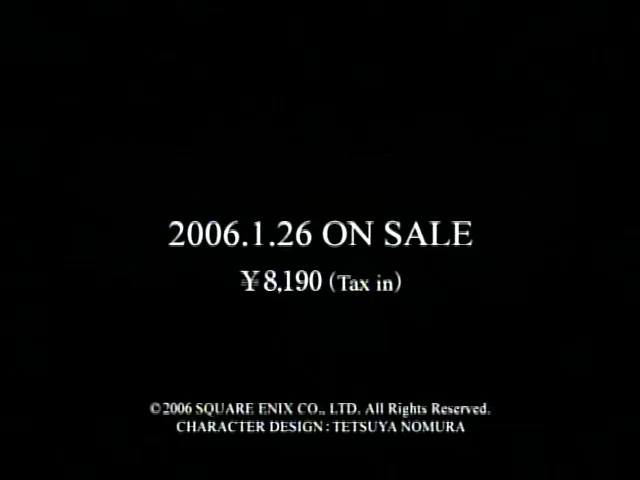 2006.1.26 ON SALE
¥8,190 (Tax in)
©2006 SQUARE ENIX CO., LTD. All Rights Reserved.
CHARACTER DESIGN: TETSUYA NOMURA